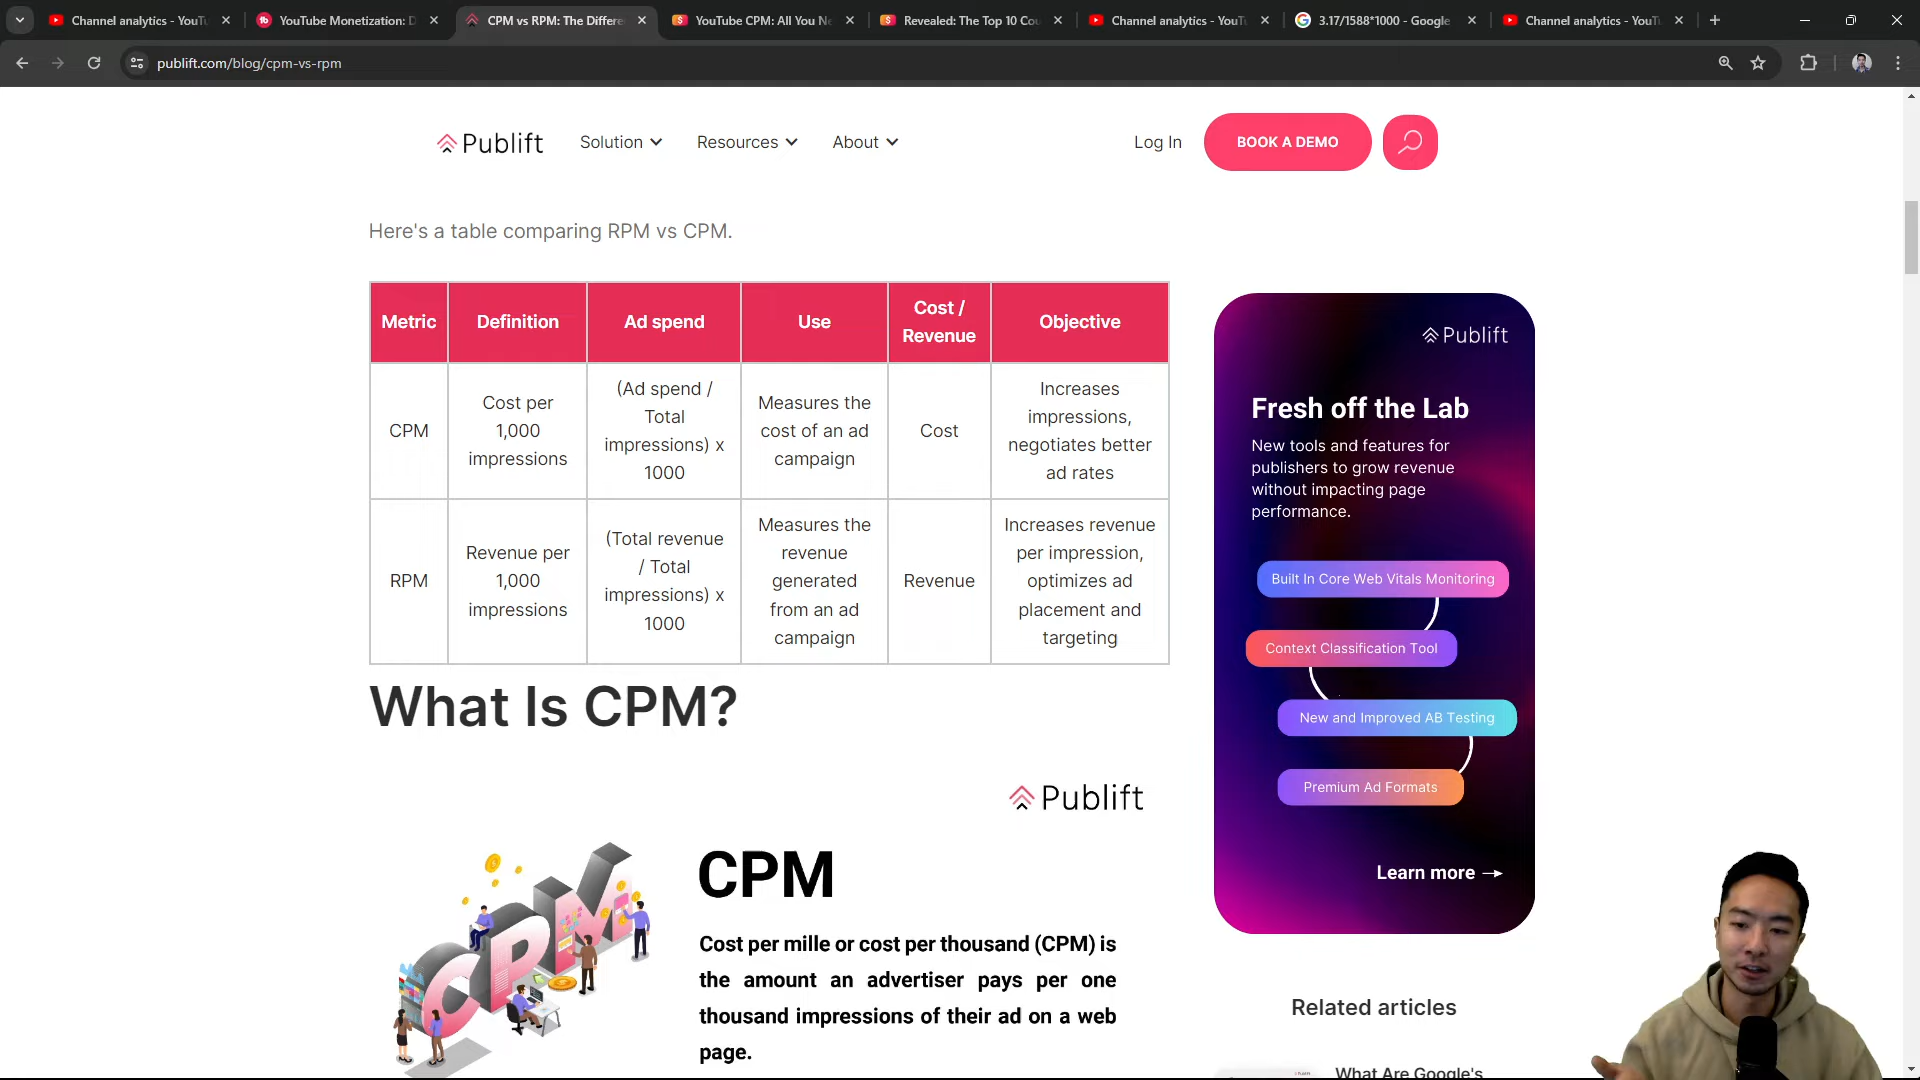 Channel analytics - YouTu
YouTube Monetization: D
CPM vs RPM: The Differe
YouTube CPM: All You Ne
Revealed: The Top 10 Cou
Channel analytics - YouTu
3.17/1588*1000 - Google
Channel analytics - YouTu
publift.com/blog/cpm-vs-rpm
Publift
Solution
Resources
About
Log In
BOOK A DEMO
Here's a table comparing RPM vs CPM.
Metric
Definition
Ad spend
Use
Cost /
Revenue
Objective
CPM
Cost per
1,000
impressions
(Ad spend /
Total
impressions) x
1000
Measures the
cost of an ad
campaign
Cost
Increases
impressions,
negotiates better
ad rates
RPM
Revenue per
1,000
impressions
(Total revenue
/ Total
impressions) x
1000
Measures the
revenue
generated
from an ad
campaign
Revenue
Increases revenue
per impression,
optimizes ad
placement and
targeting
What Is CPM?
Publift
CPM
CPM
Cost per mille or cost per thousand (CPM) is
the amount an advertiser pays per one
thousand impressions of their ad on a web
page.
Publift
Fresh off the Lab
New tools and features for
publishers to grow revenue
without impacting page
performance.
Built In Core Web Vitals Monitoring
Context Classification Tool
New and Improved AB Testing
Premium Ad Formats
Learn more →
Related articles
What Are Google's